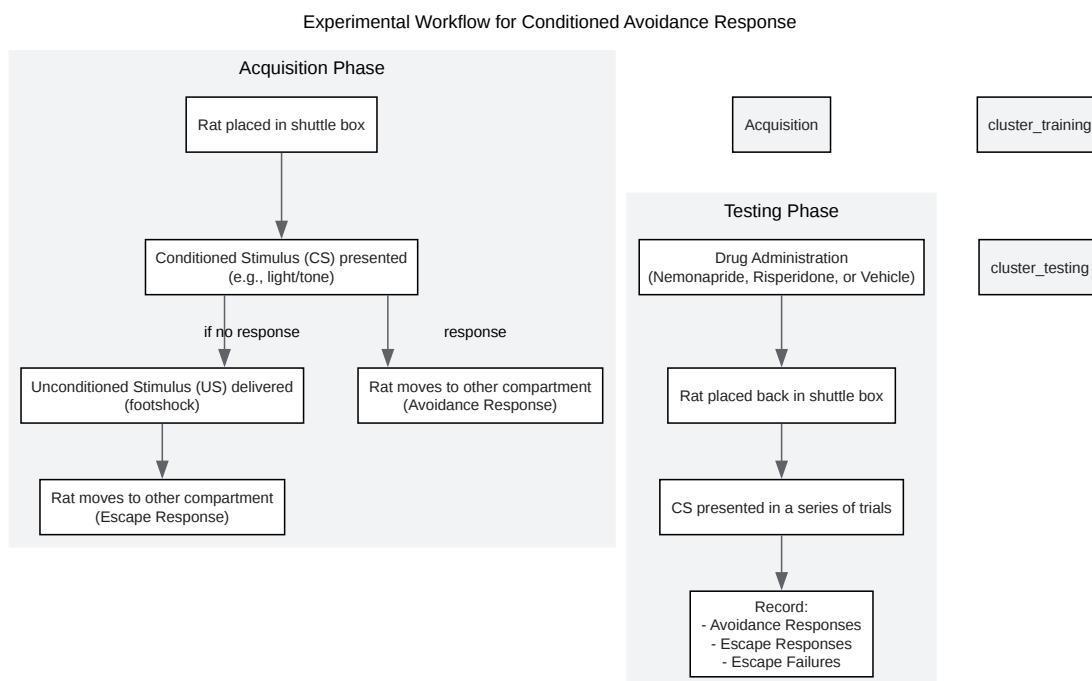 Experimental Workflow for Conditioned Avoidance Response
Acquisition Phase
Rat placed in shuttle box
Conditioned Stimulus (CS) presented
(e.g., light/tone)
if no response
response
Unconditioned Stimulus (US) delivered
(footshock)
Rat moves to other compartment
(Avoidance Response)
Rat moves to other compartment
(Escape Response)
Acquisition
cluster_training
Testing Phase
Drug Administration
(Nemonapride, Risperidone, or Vehicle)
cluster_testing
Rat placed back in shuttle box
CS presented in a series of trials
Record:
- Avoidance Responses
- Escape Responses
- Escape Failures